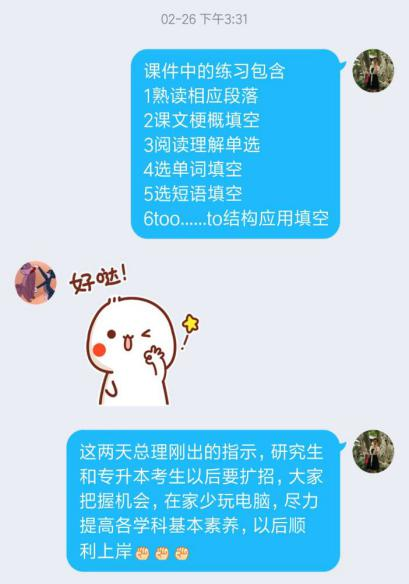 02-26 下午3:31
课件中的练习包含
1熟读相应段落
2课文梗概填空
3阅读理解单选
4选单词填空
5选短语填空
6too......to结构应用填空
好哒!
这两天总理刚出的指示，研究生
和专升本考生以后要扩招，大家
把握机会，在家少玩电脑，尽力
提高各学科基本素养，以后顺
利上岸✊🏻✊🏻✊🏻